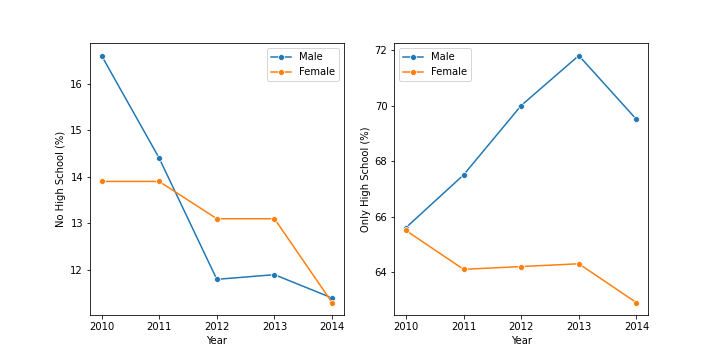 No High School (%)
16
15
14
13
12
2010 2011 2012 2013 2014
Year
Male
Female
Only High School (%)
72
70
68
66
64
2010 2011 2012 2013 2014
Year
Male
Female